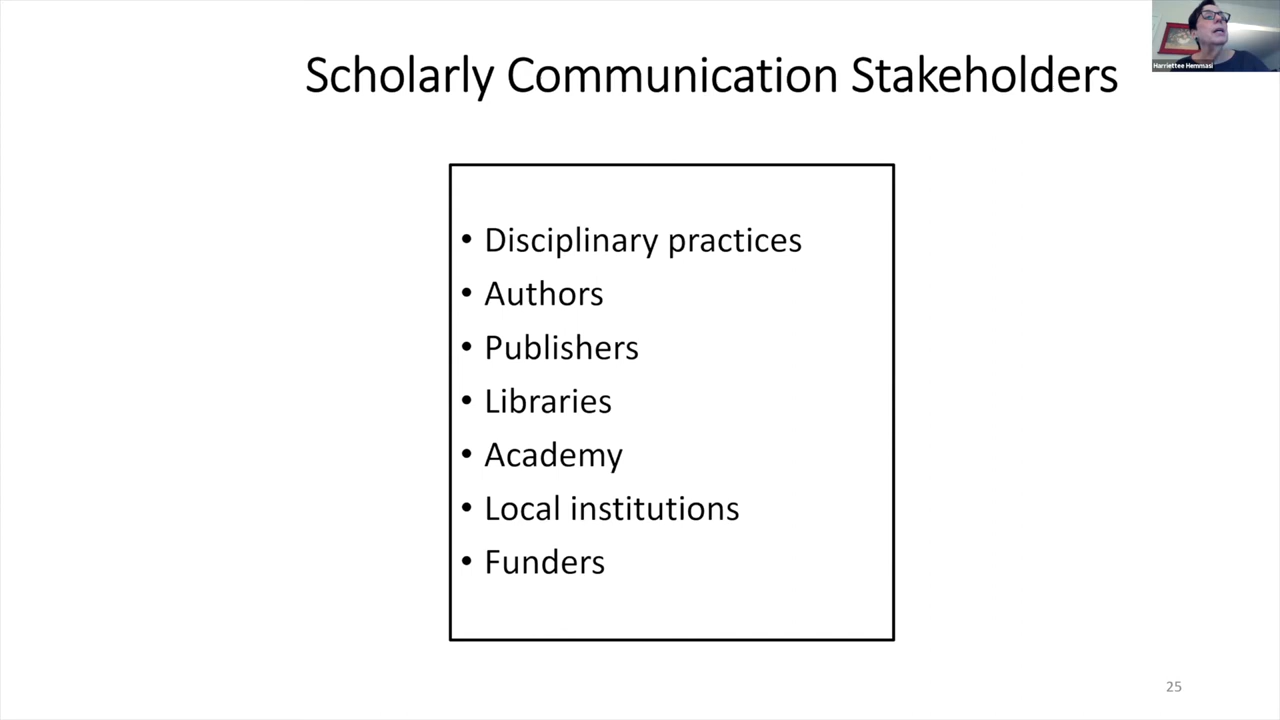 Scholarly Communication Stakeholders
Harriettee Hemmasi
• Disciplinary practices
• Authors
• Publishers
• Libraries
• Academy
• Local institutions
• Funders
25